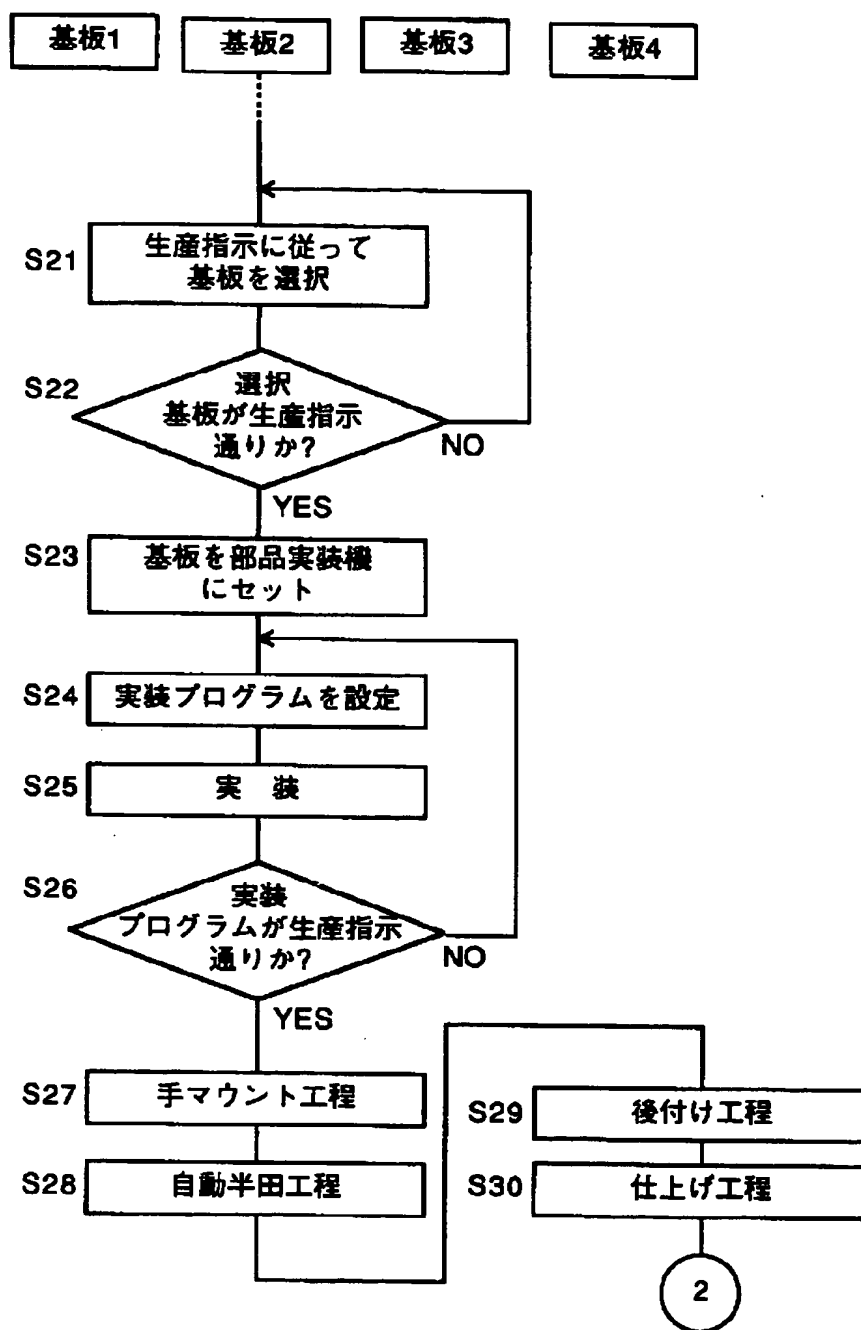 基板1
基板2
基板3
基板4
S21
生産指示に従って
基板を選択
S22
選択
基板が生産指示
通りか?
NO
YES
S23
基板を部品実装機
にセット
S24
実装プログラムを設定
S25
実 装
S26
実装
プログラムが生産指示
通りか?
NO
YES
S27
手マウント工程
S28
自動半田工程
S29
後付け工程
S30
仕上げ工程
2